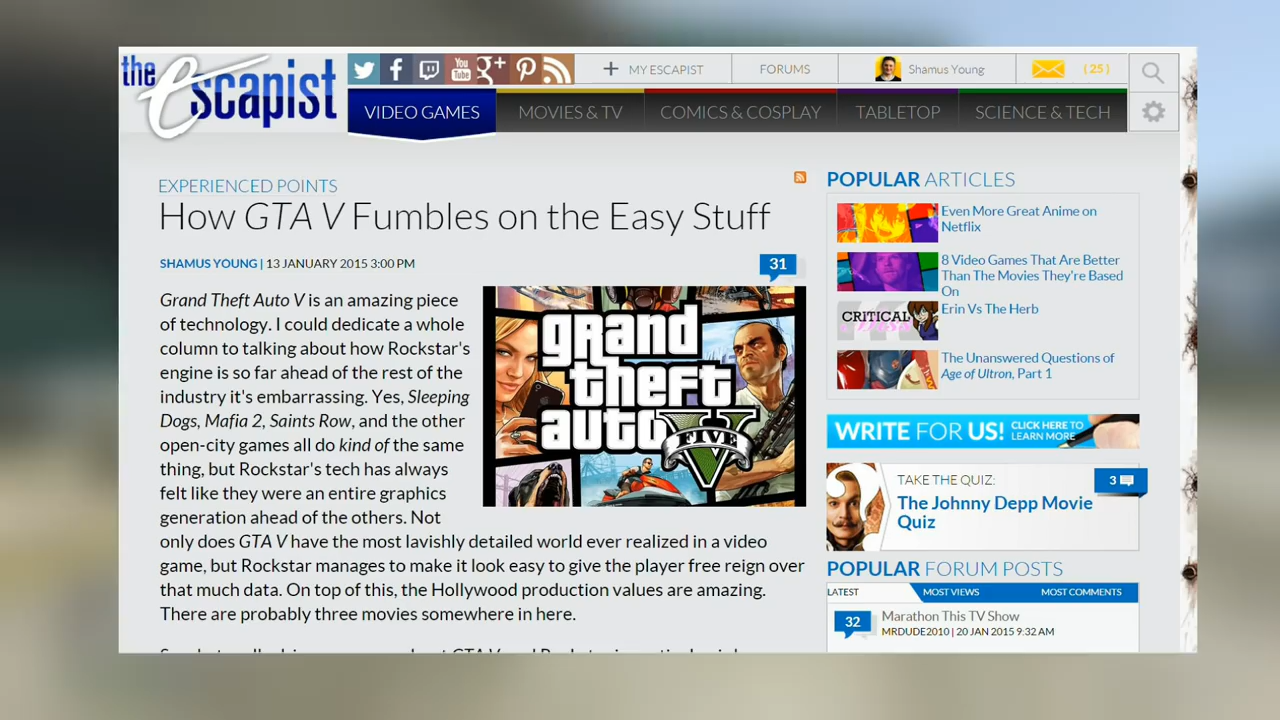 the escapist
You Tube
g+
+ MY ESCAPIST
FORUMS
Shamus Young
(25)
VIDEO GAMES
MOVIES & TV
COMICS & COSPLAY
TABLETOP
SCIENCE & TECH
EXPERIENCED POINTS
How GTA V Fumbles on the Easy Stuff
SHAMUS YOUNG | 13 JANUARY 2015 3:00 PM
31
Grand Theft Auto V is an amazing piece
of technology. I could dedicate a whole
column to talking about how Rockstar's
engine is so far ahead of the rest of the
industry it's embarrassing. Yes, Sleeping
Dogs, Mafia 2, Saints Row, and the other
open-city games all do kind of the same
thing, but Rockstar's tech has always
felt like they were an entire graphics
generation ahead of the others. Not
only does GTA V have the most lavishly detailed world ever realized in a video
game, but Rockstar manages to make it look easy to give the player free reign over
that much data. On top of this, the Hollywood production values are amazing.
There are probably three movies somewhere in here.
grand
theft
auto
V
FIVE
POPULAR ARTICLES
Even More Great Anime on
Netflix
8 Video Games That Are Better
Than The Movies They're Based
On
CRITICAL
Erin Vs The Herb
The Unanswered Questions of
Age of Ultron, Part 1
WRITE FOR US! CLICK HERE TO
LEARN MORE
TAKE THE QUIZ:
3
The Johnny Depp Movie
Quiz
POPULAR FORUM POSTS
LATEST
MOST VIEWS
MOST COMMENTS
32
Marathon This TV Show
MRDUDE2010 | 20 JAN 2015 9:32 AM